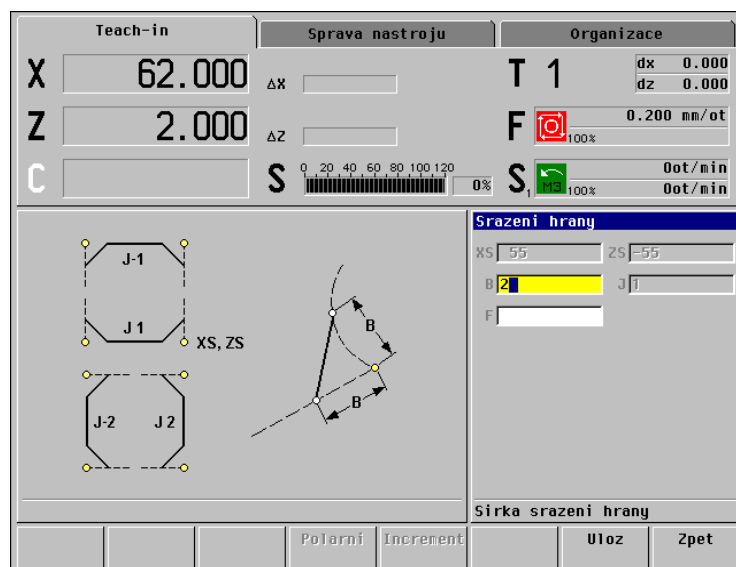 Teach-in Sprava nastroju Organizace
X 62.000 ΔX T 1 dx 0.000
dz 0.000
Z 2.000 ΔZ F 100% 0.200 mm/ot
C S 0 20 40 60 80 100 120 0% S1 M3 100% 0ot/min
0ot/min
Srazeni hrany
XS 55 ZS -55
B 2 J 1
F
J-1
J 1
XS, ZS
J-2 J 2
B
B
Sirka srazeni hrany
Polarni Increment Uloz Zpet